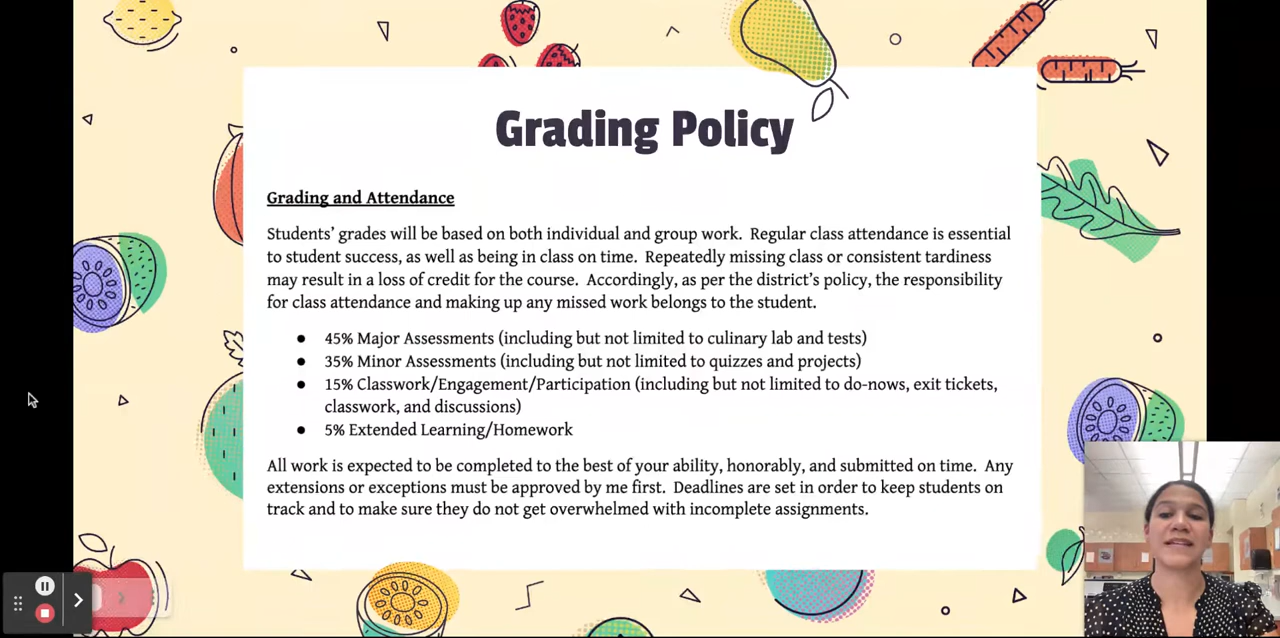 Grading Policy
Grading and Attendance
Students' grades will be based on both individual and group work.  Regular class attendance is essential
to student success, as well as being in class on time.  Repeatedly missing class or consistent tardiness
may result in a loss of credit for the course.  Accordingly, as per the district's policy, the responsibility
for class attendance and making up any missed work belongs to the student.
● 45% Major Assessments (including but not limited to culinary lab and tests)
● 35% Minor Assessments (including but not limited to quizzes and projects)
● 15% Classwork/Engagement/Participation (including but not limited to do-nows, exit tickets,
classwork, and discussions)
● 5% Extended Learning/Homework
All work is expected to be completed to the best of your ability, honorably, and submitted on time.  Any
extensions or exceptions must be approved by me first.  Deadlines are set in order to keep students on
track and to make sure they do not get overwhelmed with incomplete assignments.